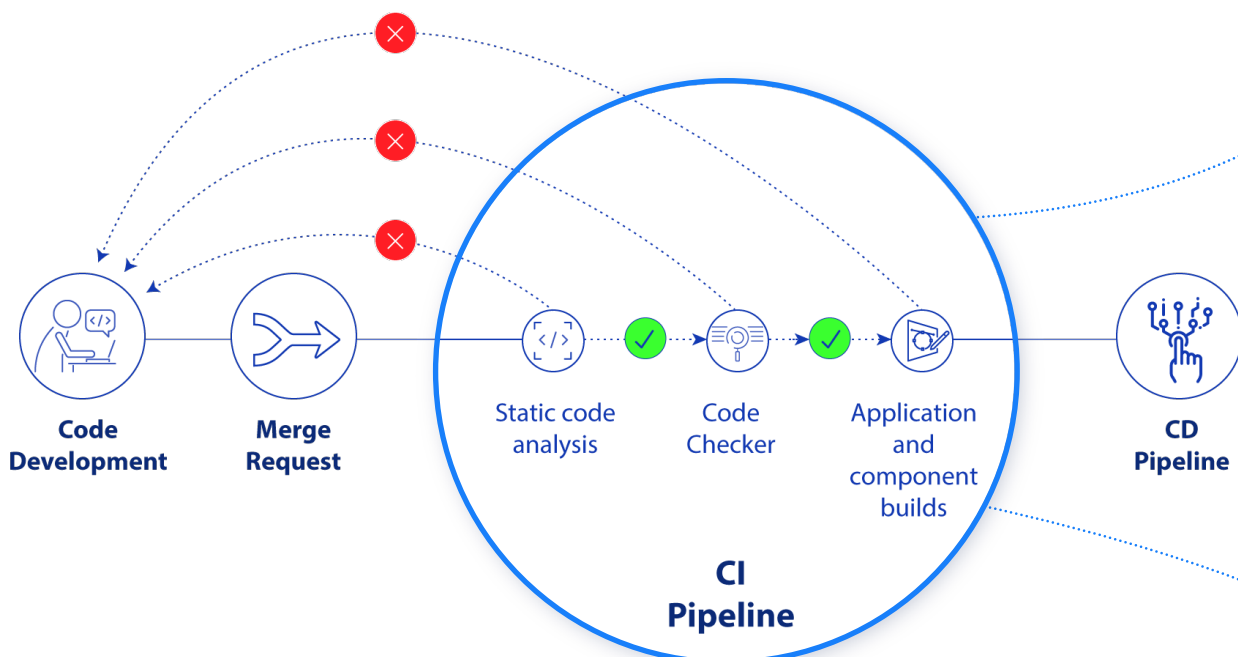 Code
Development
Merge
Request
Static code
analysis
Code
Checker
Application
and
component
builds
CI
Pipeline
CD
Pipeline